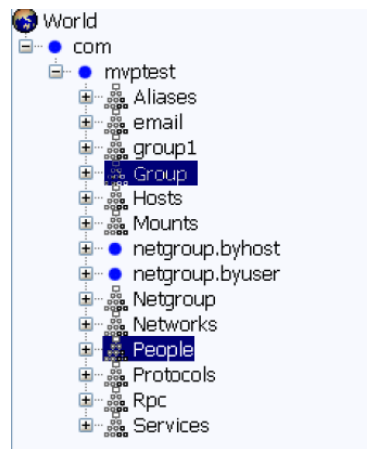 World
com
mvptest
Aliases
email
group1
Group
Hosts
Mounts
netgroup.byhost
netgroup.byuser
Netgroup
Networks
People
Protocols
Rpc
Services